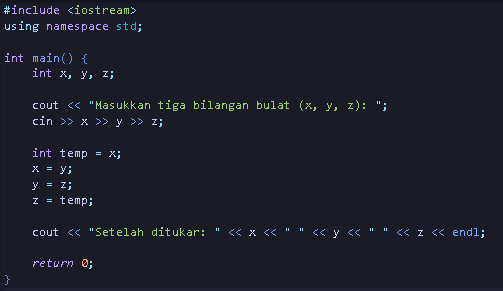 #include <iostream>
using namespace std;
int main() {
int x, y, z;
cout << "Masukkan tiga bilangan bulat (x, y, z): ";
cin >> x >> y >> z;
int temp = x;
x = y;
y = z;
z = temp;
cout << "Setelah ditukar: " << x << " " << y << " " << z << endl;
return 0;
}